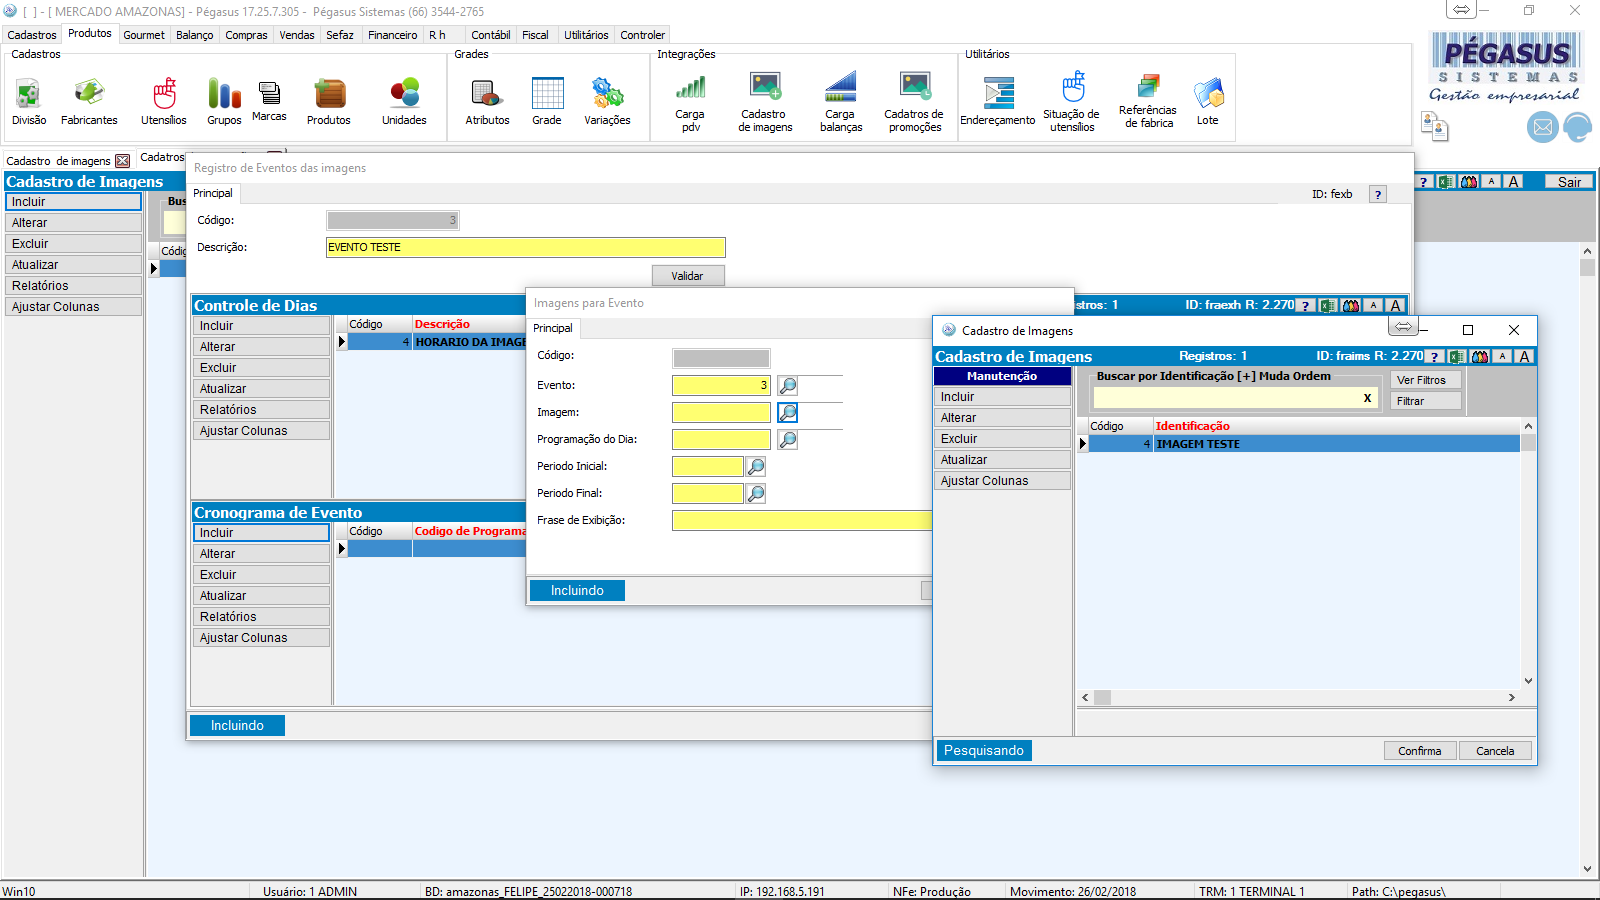 [  ] - [ MERCADO AMAZONAS] - Pégasus 17.25.7.305 -  Pégasus Sistemas (66) 3544-2765
Cadastros Produtos Gourmet Balanço Compras Vendas Sefaz Financeiro R h Contábil Fiscal Utilitários Controler
Cadastros
Grades
Integrações
Utilitários
Divisão
Fabricantes
Utensílios
Grupos
Marcas
Produtos
Unidades
Atributos
Grade
Variações
Carga pdv
Cadastro de imagens
Carga balanças
Cadatros de promoções
Endereçamento
Situação de utensílios
Referências de fabrica
Lote
PÉGASUS
SISTEMAS
Gestão empresarial
Cadastro de imagens
Cadatros
Cadastro de Imagens
? A A Sair
Incluir
Alterar
Excluir
Atualizar
Relatórios
Ajustar Colunas
Bus
Códig
Registro de Eventos das imagens
Principal
ID: fexb ?
Código: 3
Descrição: EVENTO TESTE
Validar
Controle de Dias
stros: 1 ID: fraexh R: 2.270 ? A A
Incluir
Alterar
Excluir
Atualizar
Relatórios
Ajustar Colunas
Código Descrição
4 HORARIO DA IMAGE
Cronograma de Evento
Incluir
Alterar
Excluir
Atualizar
Relatórios
Ajustar Colunas
Código Codigo de Programa
Incluindo
Imagens para Evento
Principal
Código:
Evento: 3
Imagem:
Programação do Dia:
Periodo Inicial:
Periodo Final:
Frase de Exibição:
Incluindo
Cadastro de Imagens
Cadastro de Imagens Registros: 1 ID: fraims R: 2.270 ? A A
Manutenção
Incluir
Alterar
Excluir
Atualizar
Ajustar Colunas
Buscar por Identificação [+] Muda Ordem
X
Ver Filtros
Filtrar
Código Identificação
4 IMAGEM TESTE
Pesquisando
Confirma Cancela
Win10 Usuário: 1 ADMIN BD: amazonas_FELIPE_25022018-000718 IP: 192.168.5.191 NFe: Produção Movimento: 26/02/2018 TRM: 1 TERMINAL 1 Path: C:\pegasus\